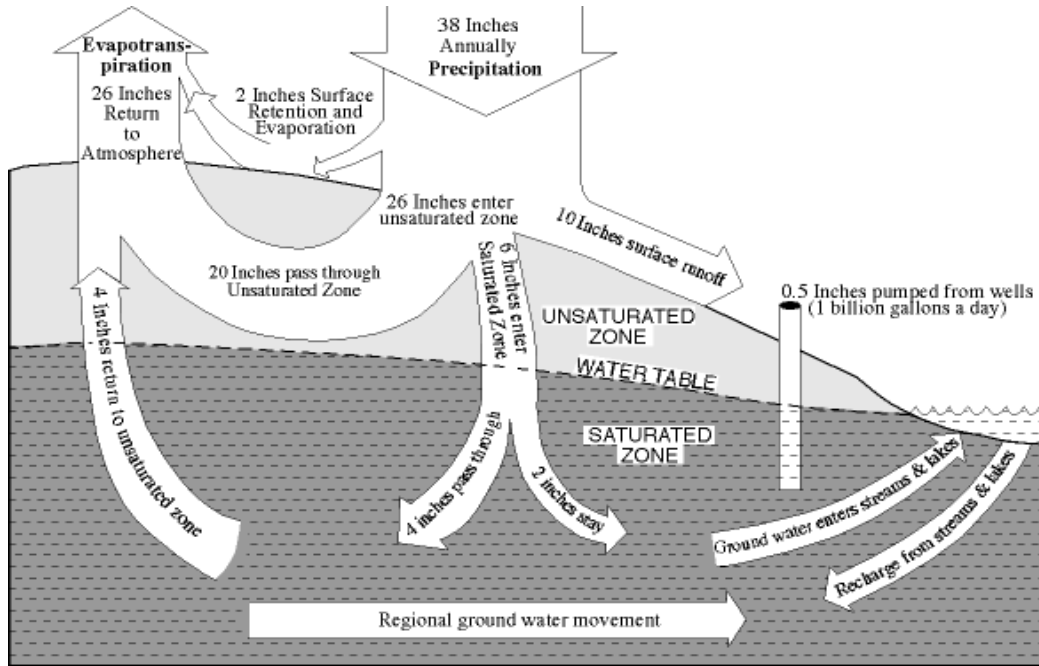 38 Inches
Annually
Precipitation
Evapotrans-
piration
26 Inches
Return
to
Atmosphere
2 Inches Surface
Retention and
Evaporation
26 Inches enter
unsaturated zone
10 Inches surface runoff
20 Inches pass through
Unsaturated Zone
6 Inches enter
Saturated Zone
0.5 Inches pumped from wells
(1 billion gallons a day)
UNSATURATED
ZONE
WATER TABLE
SATURATED
ZONE
4 Inches return to unsaturated zone
4 inches pass through
2 inches stay
Ground water enters streams & lakes
Recharge from streams & lakes
Regional ground water movement